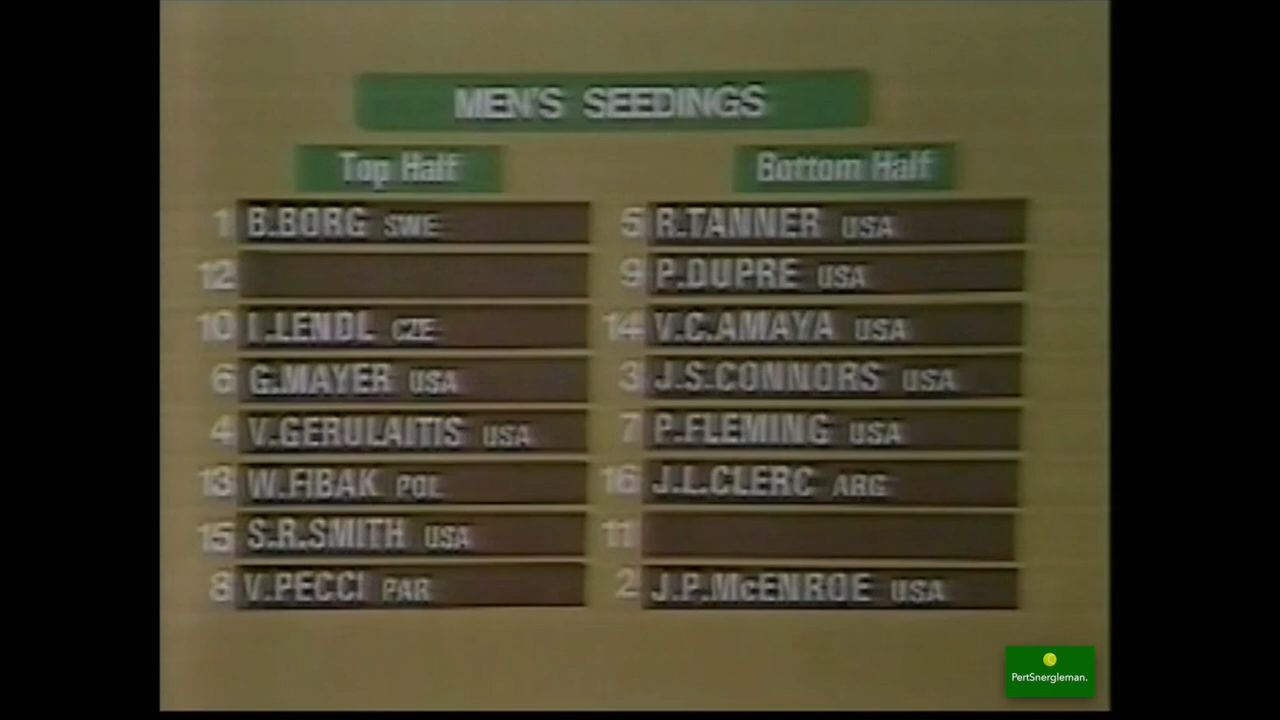 MEN'S SEEDINGS
Top Half
1 B.BORG SWE
12
10 I.LENDL CZE
6 G.MAYER USA
4 V.GERULAITIS USA
13 W.FIBAK POL
15 S.R.SMITH USA
8 V.PECCI PAR
Bottom Half
5 R.TANNER USA
9 P.DUPRE USA
14 V.C.AMAYA USA
3 J.S.CONNORS USA
7 P.FLEMING USA
16 J.L.CLERC ARG
11
2 J.P.McENROE USA
PertSnergleman.